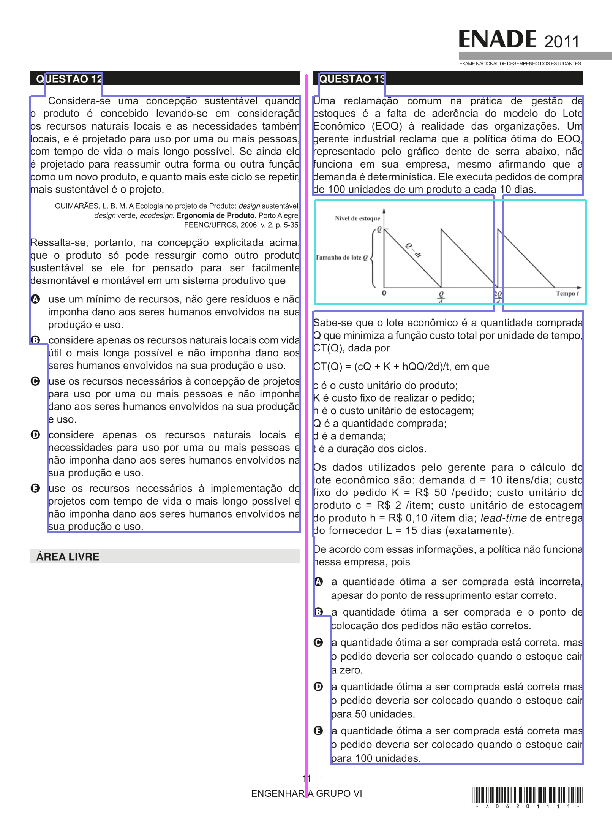 ENADE 2011
EXAME NACIONAL DE DESEMPENHO DOS ESTUDANTES
QUESTÃO 12
Considera-se uma concepção sustentável quando
o produto é concebido levando-se em consideração
os recursos naturais locais e as necessidades também
locais, e é projetado para uso por uma ou mais pessoas,
com tempo de vida o mais longo possível. Se ainda ele
é projetado para reassumir outra forma ou outra função
como um novo produto, e quanto mais este ciclo se repetir,
mais sustentável é o projeto.
GUIMARÃES, L. B. M. A Ecologia no projeto de Produto: design sustentável,
design verde, ecodesign. Ergonomia de Produto. Porto Alegre:
FEENG/UFRGS, 2006. v. 2. p. 5-35.
Ressalta-se, portanto, na concepção explicitada acima,
que o produto só pode ressurgir como outro produto
sustentável se ele for pensado para ser facilmente
desmontável e montável em um sistema produtivo que
A use um mínimo de recursos, não gere resíduos e não
imponha dano aos seres humanos envolvidos na sua
produção e uso.
B considere apenas os recursos naturais locais com vida
útil o mais longa possível e não imponha dano aos
seres humanos envolvidos na sua produção e uso.
C use os recursos necessários à concepção de projetos
para uso por uma ou mais pessoas e não imponha
dano aos seres humanos envolvidos na sua produção
e uso.
D considere apenas os recursos naturais locais e
necessidades para uso por uma ou mais pessoas e
não imponha dano aos seres humanos envolvidos na
sua produção e uso.
E use os recursos necessários à implementação de
projetos com tempo de vida o mais longo possível e
não imponha dano aos seres humanos envolvidos na
sua produção e uso.
ÁREA LIVRE
QUESTÃO 13
Uma reclamação comum na prática de gestão de
estoques é a falta de aderência do modelo do Lote
Econômico (EOQ) à realidade das organizações. Um
gerente industrial reclama que a política ótima do EOQ,
representado pelo gráfico dente de serra abaixo, não
funciona em sua empresa, mesmo afirmando que a
demanda é determinística. Ele executa pedidos de compra
de 100 unidades de um produto a cada 10 dias.
Nível de estoque
Q
Q – dt
Tamanho do lote Q
0
Q
d
2Q
d
Tempo t
Sabe-se que o lote econômico é a quantidade comprada
Q que minimiza a função custo total por unidade de tempo,
CT(Q), dada por
CT(Q) = (cQ + K + hQQ/2d)/t, em que
c é o custo unitário do produto;
K é custo fixo de realizar o pedido;
h é o custo unitário de estocagem;
Q é a quantidade comprada;
d é a demanda;
t é a duração dos ciclos.
Os dados utilizados pelo gerente para o cálculo do
lote econômico são: demanda d = 10 itens/dia; custo
fixo do pedido K = R$ 50 /pedido; custo unitário do
produto c = R$ 2 /item; custo unitário de estocagem
do produto h = R$ 0,10 /item dia; lead-time de entrega
do fornecedor L = 15 dias (exatamente).
De acordo com essas informações, a política não funciona
nessa empresa, pois
A a quantidade ótima a ser comprada está incorreta,
apesar do ponto de ressuprimento estar correto.
B a quantidade ótima a ser comprada e o ponto de
colocação dos pedidos não estão corretos.
C a quantidade ótima a ser comprada está correta, mas
o pedido deveria ser colocado quando o estoque cair
a zero.
D a quantidade ótima a ser comprada está correta mas
o pedido deveria ser colocado quando o estoque cair
para 50 unidades.
E a quantidade ótima a ser comprada está correta mas
o pedido deveria ser colocado quando o estoque cair
para 100 unidades.
11
ENGENHARIA GRUPO VI